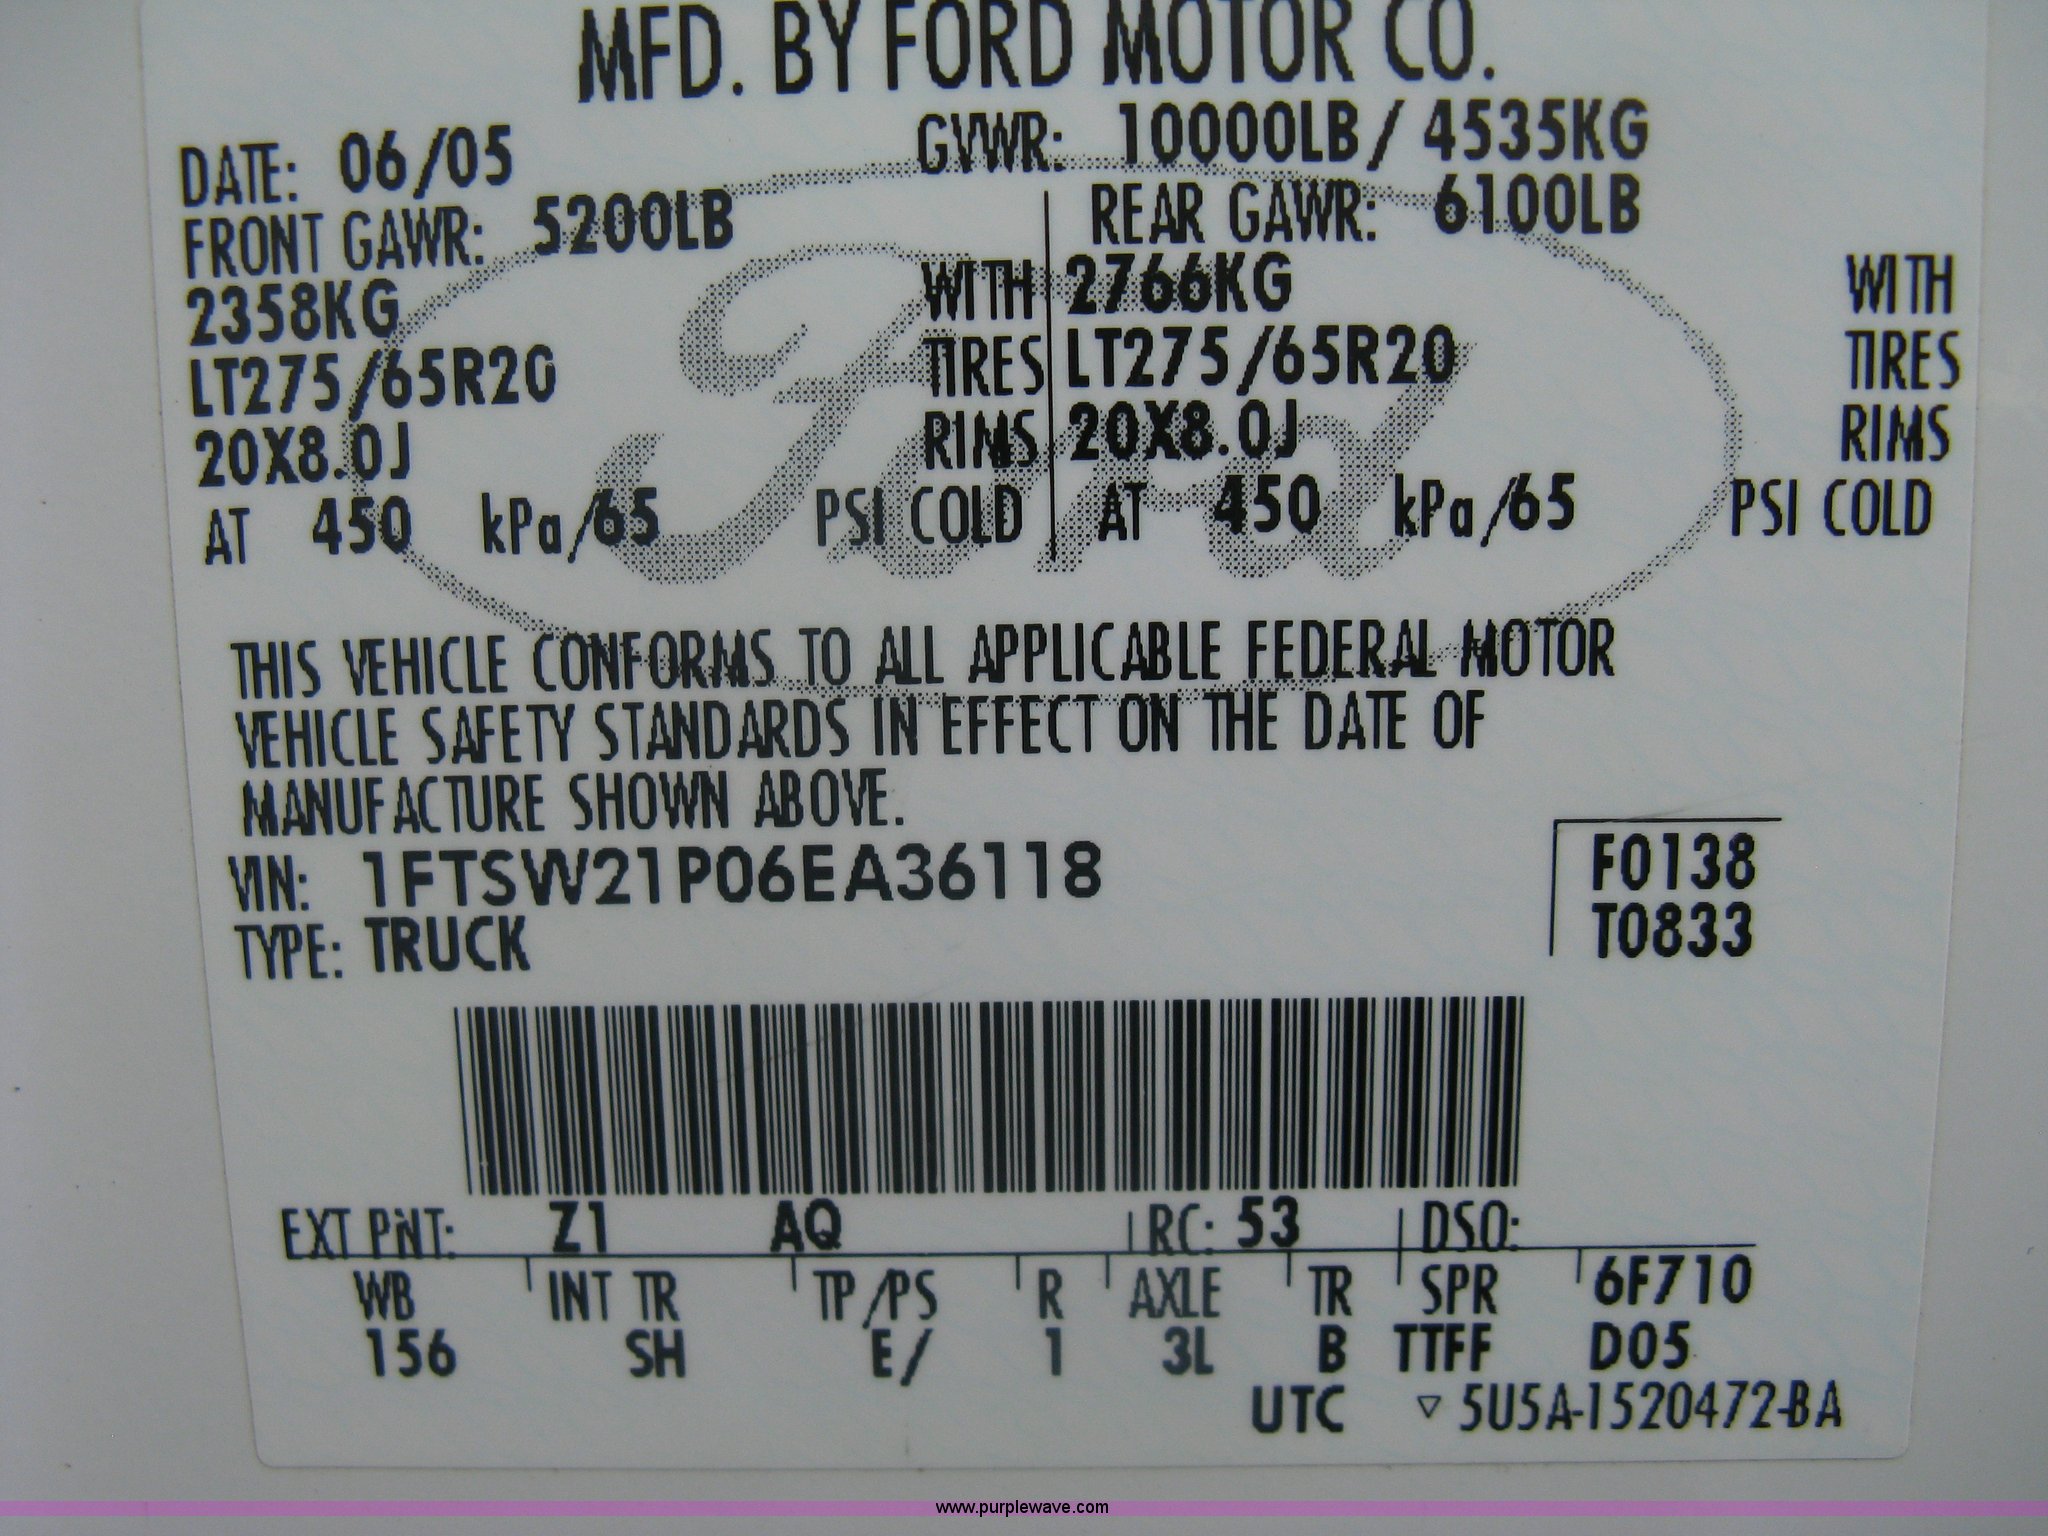 MFD. BY FORD MOTOR CO.
DATE: 06/05 GVWR: 10000LB / 4535KG
FRONT GAWR: 5200LB REAR GAWR: 6100LB
2358KG WITH 2766KG WITH
LT275/65R20 TIRES LT275/65R20 TIRES
20X8.0J RIMS 20X8.0J RIMS
AT 450 kPa/65 PSI COLD AT 450 kPa/65 PSI COLD
Ford
THIS VEHICLE CONFORMS TO ALL APPLICABLE FEDERAL MOTOR
VEHICLE SAFETY STANDARDS IN EFFECT ON THE DATE OF
MANUFACTURE SHOWN ABOVE.
VIN: 1FTSW21P06EA36118 F0138
TYPE: TRUCK T0833
EXT PNT: Z1 AQ RC: 53 DSO:
WB INT TR TP/PS R AXLE TR SPR 6F710
156 SH E/ 1 3L B TTFF D05
UTC ▽ 5U5A-1520472-BA
www.purplewave.com